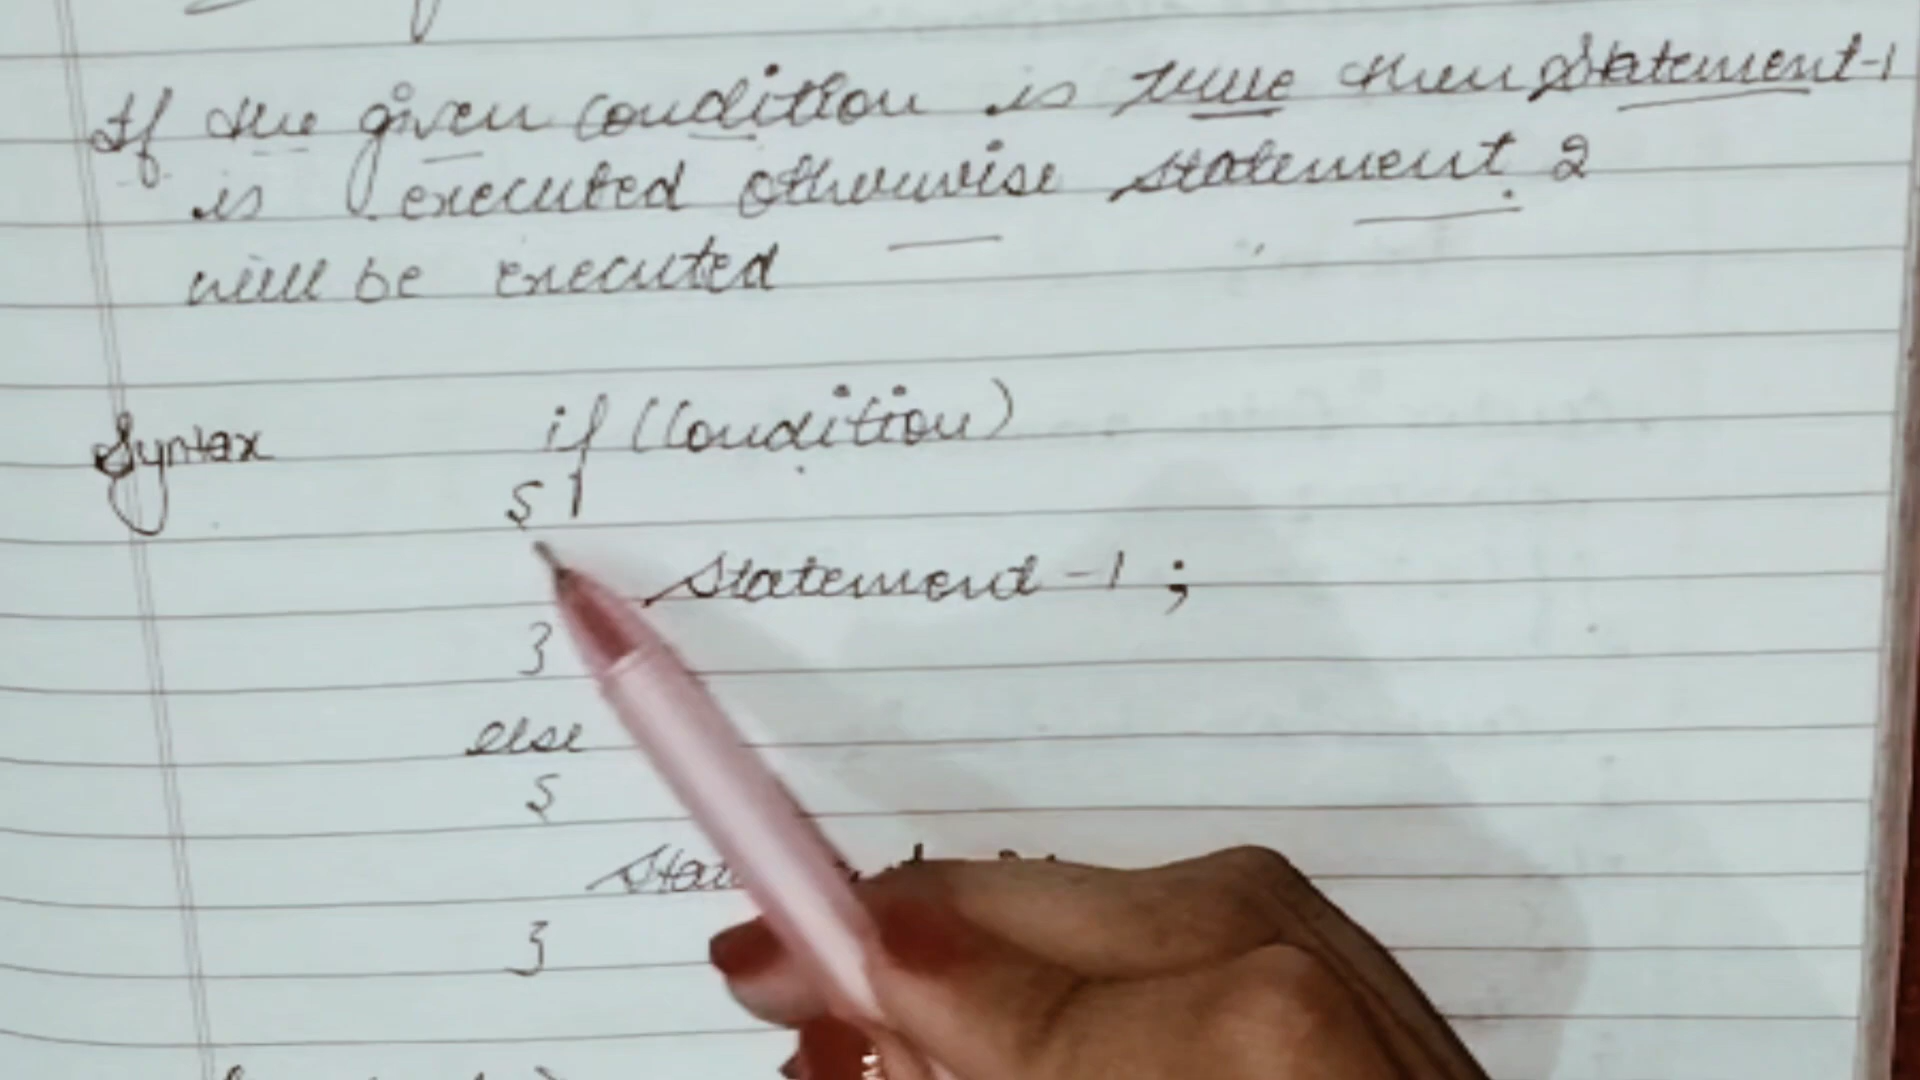 If the given condition is true then Statement-1
is executed otherwise statement 2
will be executed
Syntax if (Condition)
{
Statement-1;
}
else
{
}